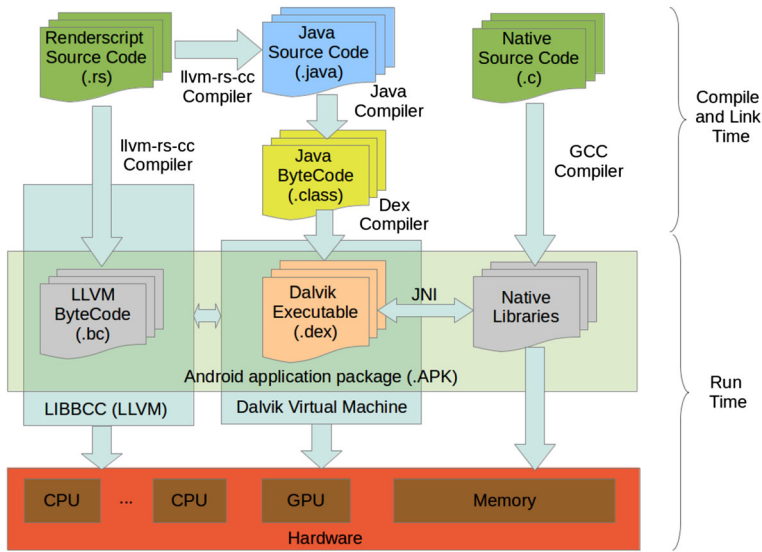 Renderscript
Source Code
(.rs)
llvm-rs-cc
Compiler
Java
Source Code
(.java)
Native
Source Code
(.c)
Java
Compiler
Compile
and Link
Time
llvm-rs-cc
Compiler
Java
ByteCode
(.class)
GCC
Compiler
Dex
Compiler
LLVM
ByteCode
(.bc)
Dalvik
Executable
(.dex)
JNI
Native
Libraries
Android application package (.APK)
LIBBCC (LLVM)
Dalvik Virtual Machine
Run
Time
CPU
...
CPU
GPU
Memory
Hardware